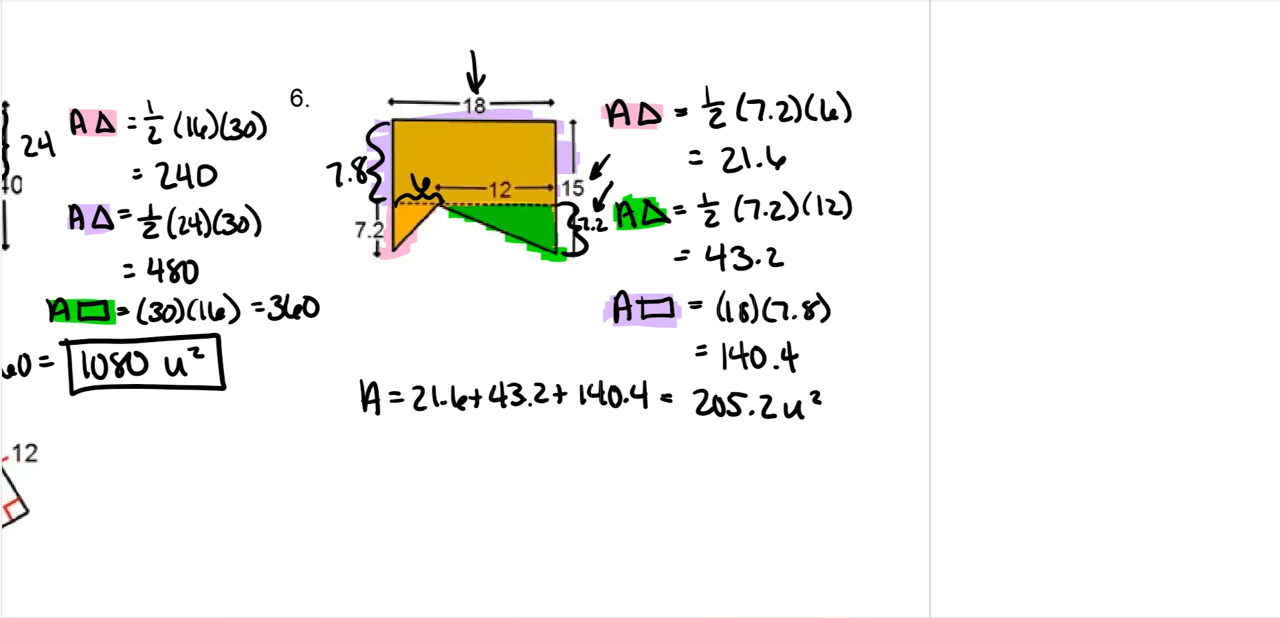 24
40
A△ = 1/2 (16)(30)
= 240
A△ = 1/2 (24)(30)
= 480
A▭ = (30)(16) = 360
60 = 1080 u²
12
6.
18
7.8
6
12
15
7.2
7.2
A△ = 1/2 (7.2)(6)
= 21.6
A△ = 1/2 (7.2)(12)
= 43.2
A▭ = (18)(7.8)
= 140.4
A = 21.6 + 43.2 + 140.4 = 205.2 u²